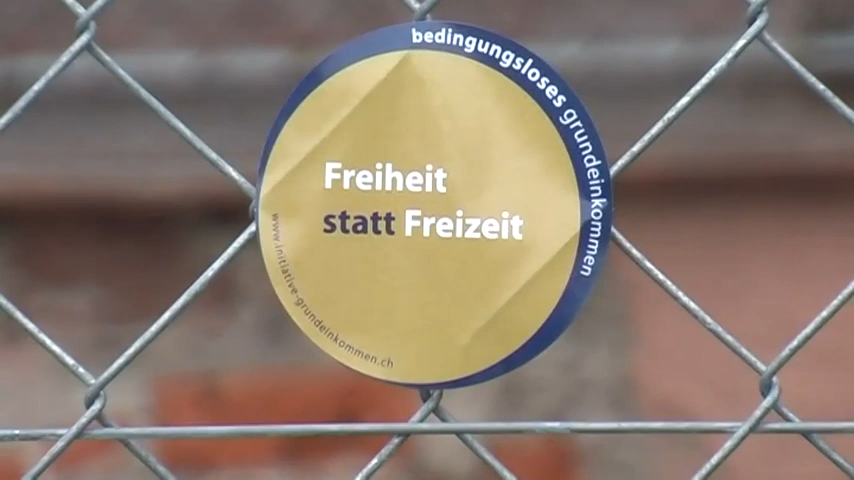 bedingungsloses grundeinkommen
Freiheit
statt Freizeit
www.initiative-grundeinkommen.ch